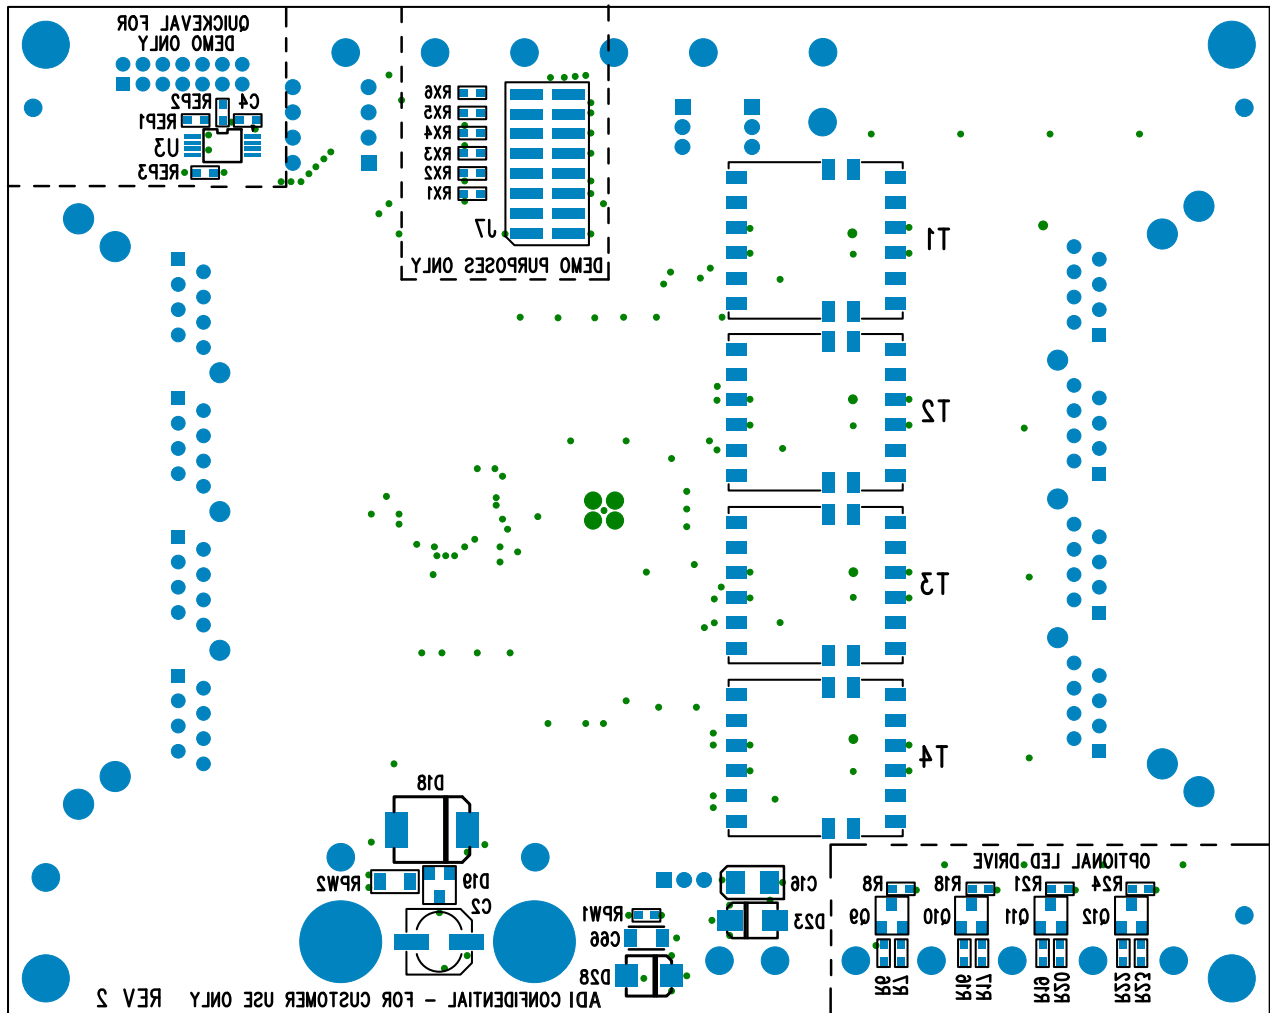 QUICKEVAL FOR
DEMO ONLY
REP2
C4
REP1
U3
REP3
RX6
RX5
RX4
RX3
RX2
RX1
J7
DEMO PURPOSES ONLY
T1
T2
T3
T4
D18
RPW2
D19
C2
C16
D23
RPW1
C66
D28
OPTIONAL LED DRIVE
R8
R18
R21
R24
Q9
Q10
Q11
Q12
R6
R7
R16
R17
R19
R20
R22
R23
ADI CONFIDENTIAL - FOR CUSTOMER USE ONLY
REV 2